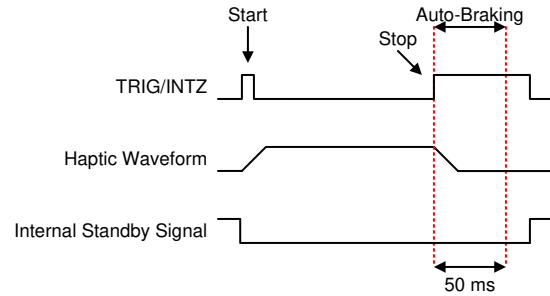 Start
Auto-Braking
Stop
TRIG/INTZ
Haptic Waveform
Internal Standby Signal
50 ms